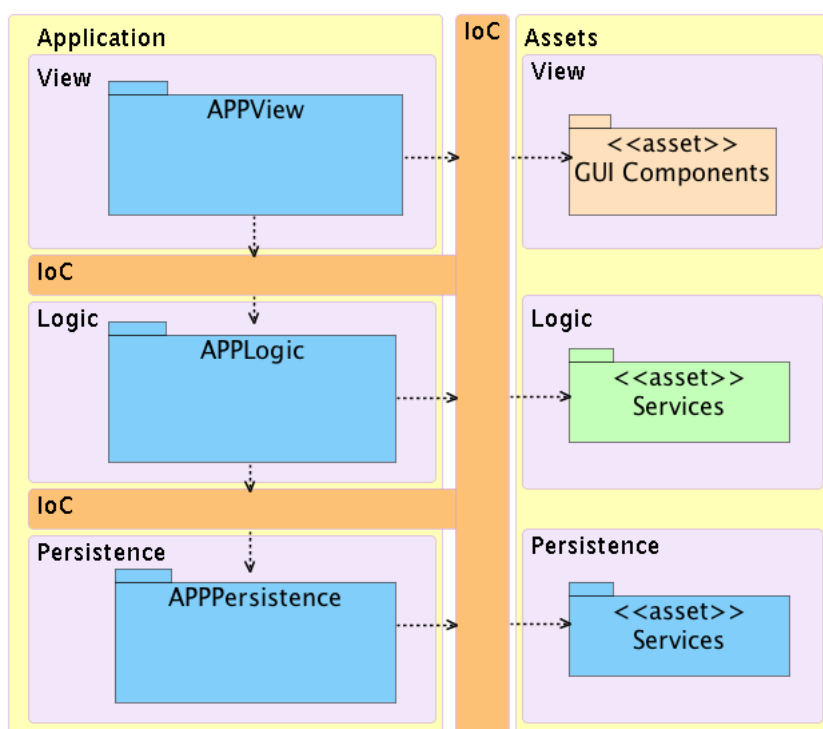 Application
IoC
Assets
View
View
APPView
<<asset>>
GUI Components
IoC
Logic
Logic
APPLogic
<<asset>>
Services
IoC
Persistence
Persistence
APPPersistence
<<asset>>
Services